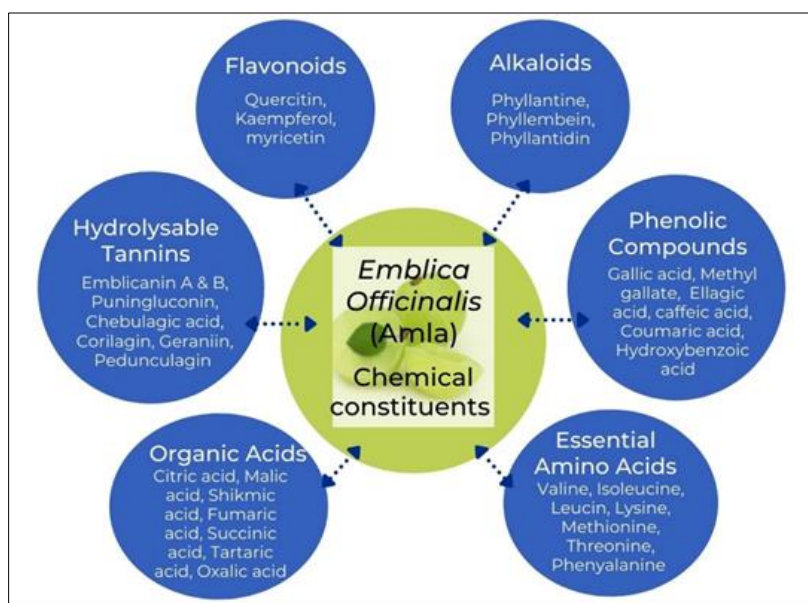 Flavonoids
Quercitin,
Kaempferol,
myricetin
Alkaloids
Phyllantine,
Phyllembein,
Phyllantidin
Hydrolysable
Tannins
Emblicanin A & B,
Puningluconin,
Chebulagic acid,
Corilagin, Geraniin,
Pedunculagin
Emblica
Officinalis
(Amla)
Chemical
constituents
Phenolic
Compounds
Gallic acid, Methyl
gallate, Ellagic
acid, caffeic acid,
Coumaric acid,
Hydroxybenzoic
acid
Organic Acids
Citric acid, Malic
acid, Shikmic
acid, Fumaric
acid, Succinic
acid, Tartaric
acid, Oxalic acid
Essential
Amino Acids
Valine, Isoleucine,
Leucin, Lysine,
Methionine,
Threonine,
Phenyalanine